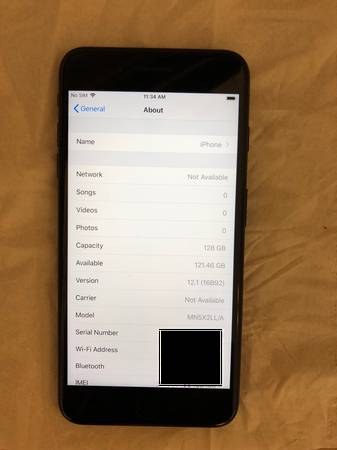 No SIM 11:34 AM
General About
Name iPhone
Network Not Available
Songs 0
Videos 0
Photos 0
Capacity 128 GB
Available 121.46 GB
Version 12.1 (16B92)
Carrier Not Available
Model MN5X2LL/A
Serial Number
Wi-Fi Address
Bluetooth
IMEI